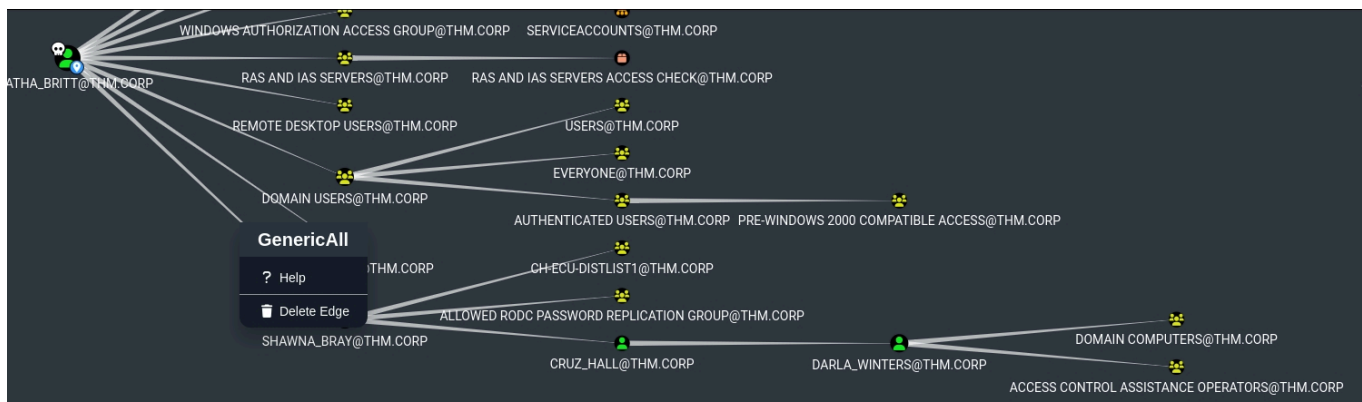 WINDOWS AUTHORIZATION ACCESS GROUP@THM.CORP SERVICEACCOUNTS@THM.CORP
ATHA_BRITT@THM.CORP RAS AND IAS SERVERS@THM.CORP RAS AND IAS SERVERS ACCESS CHECK@THM.CORP
REMOTE DESKTOP USERS@THM.CORP USERS@THM.CORP
EVERYONE@THM.CORP
DOMAIN USERS@THM.CORP
AUTHENTICATED USERS@THM.CORP PRE-WINDOWS 2000 COMPATIBLE ACCESS@THM.CORP
GenericAll
THM.CORP CH-ECU-DISTLIST1@THM.CORP
? Help
Delete Edge
ALLOWED RODC PASSWORD REPLICATION GROUP@THM.CORP
SHAWNA_BRAY@THM.CORP DOMAIN COMPUTERS@THM.CORP
CRUZ_HALL@THM.CORP DARLA_WINTERS@THM.CORP
ACCESS CONTROL ASSISTANCE OPERATORS@THM.CORP